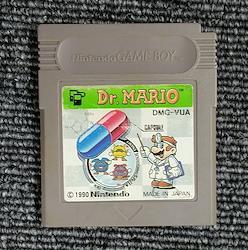 Nintendo GAME BOY
Dr. MARIO
DMG-VUA
CAPSULE
© 1990 Nintendo
MADE IN JAPAN